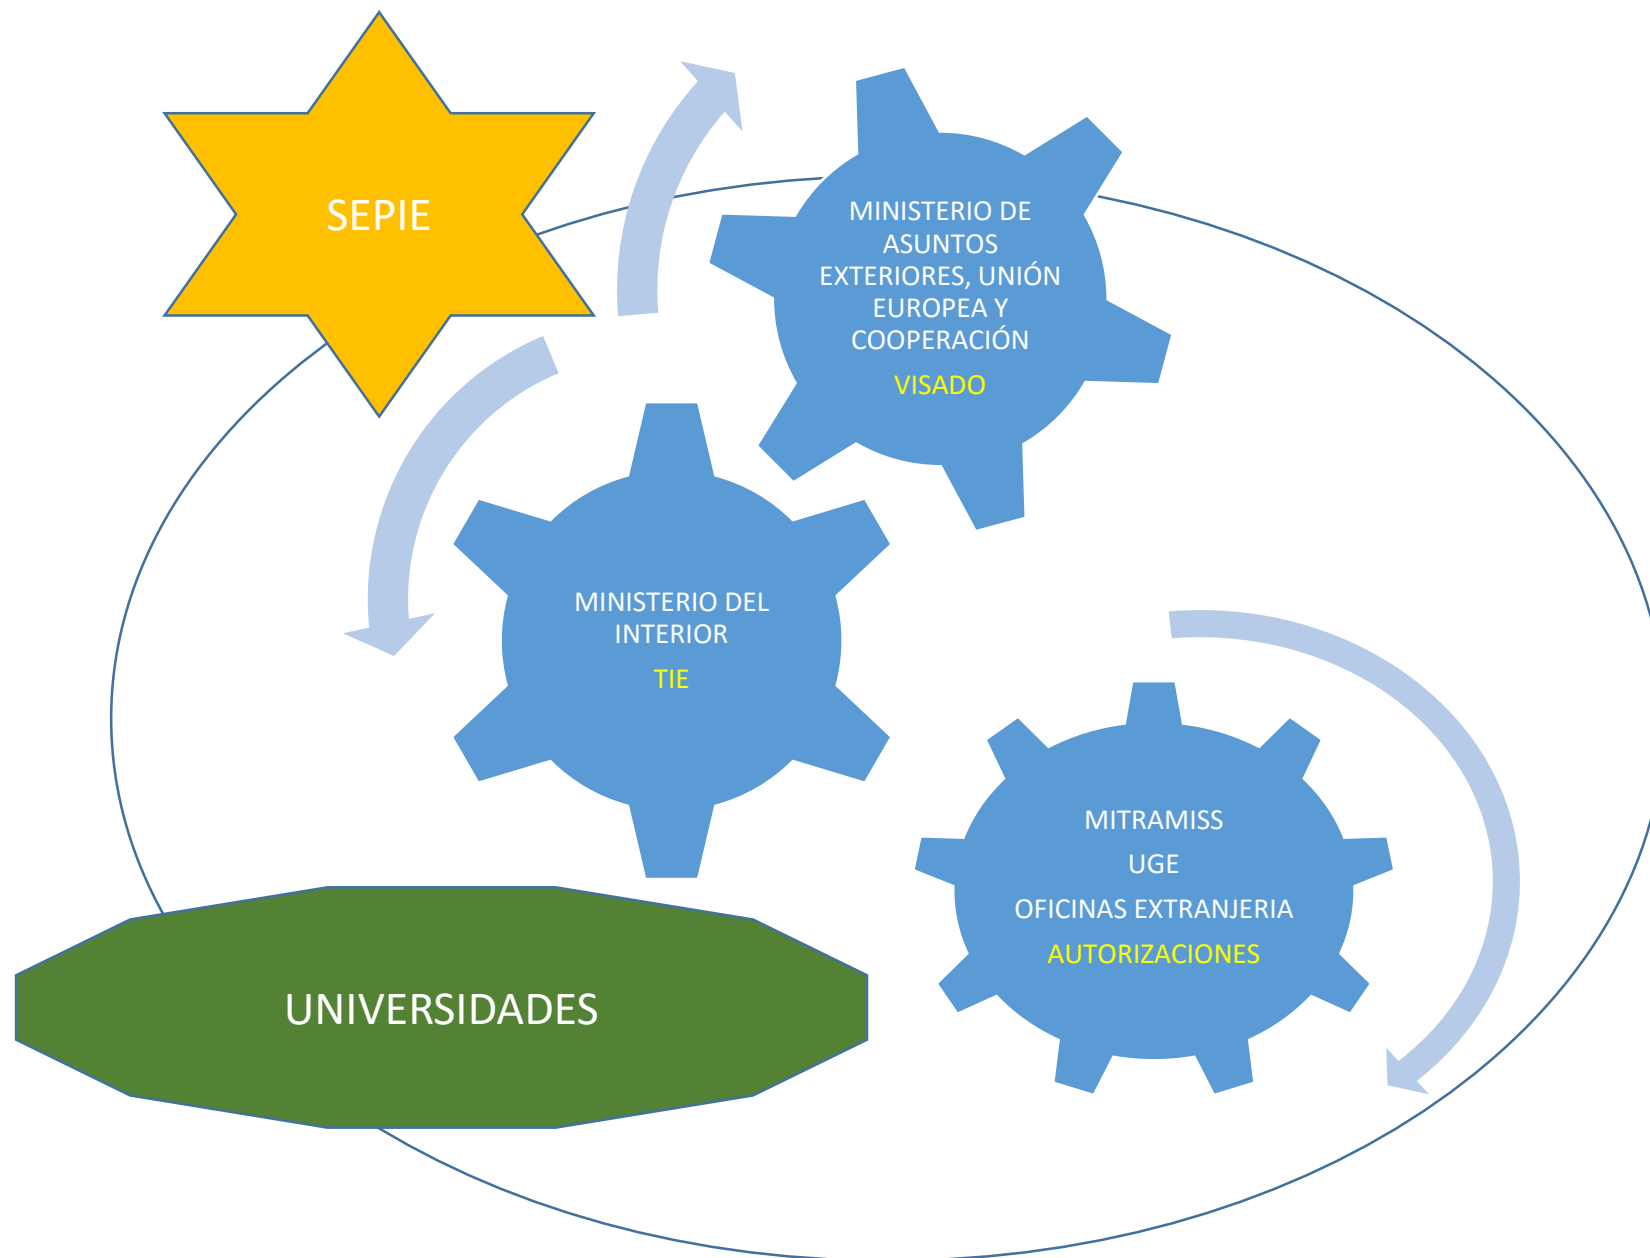 SEPIE
MINISTERIO DE
ASUNTOS
EXTERIORES, UNIÓN
EUROPEA Y
COOPERACIÓN
VISADO
MINISTERIO DEL
INTERIOR
TIE
MITRAMISS
UGE
OFICINAS EXTRANJERIA
AUTORIZACIONES
UNIVERSIDADES